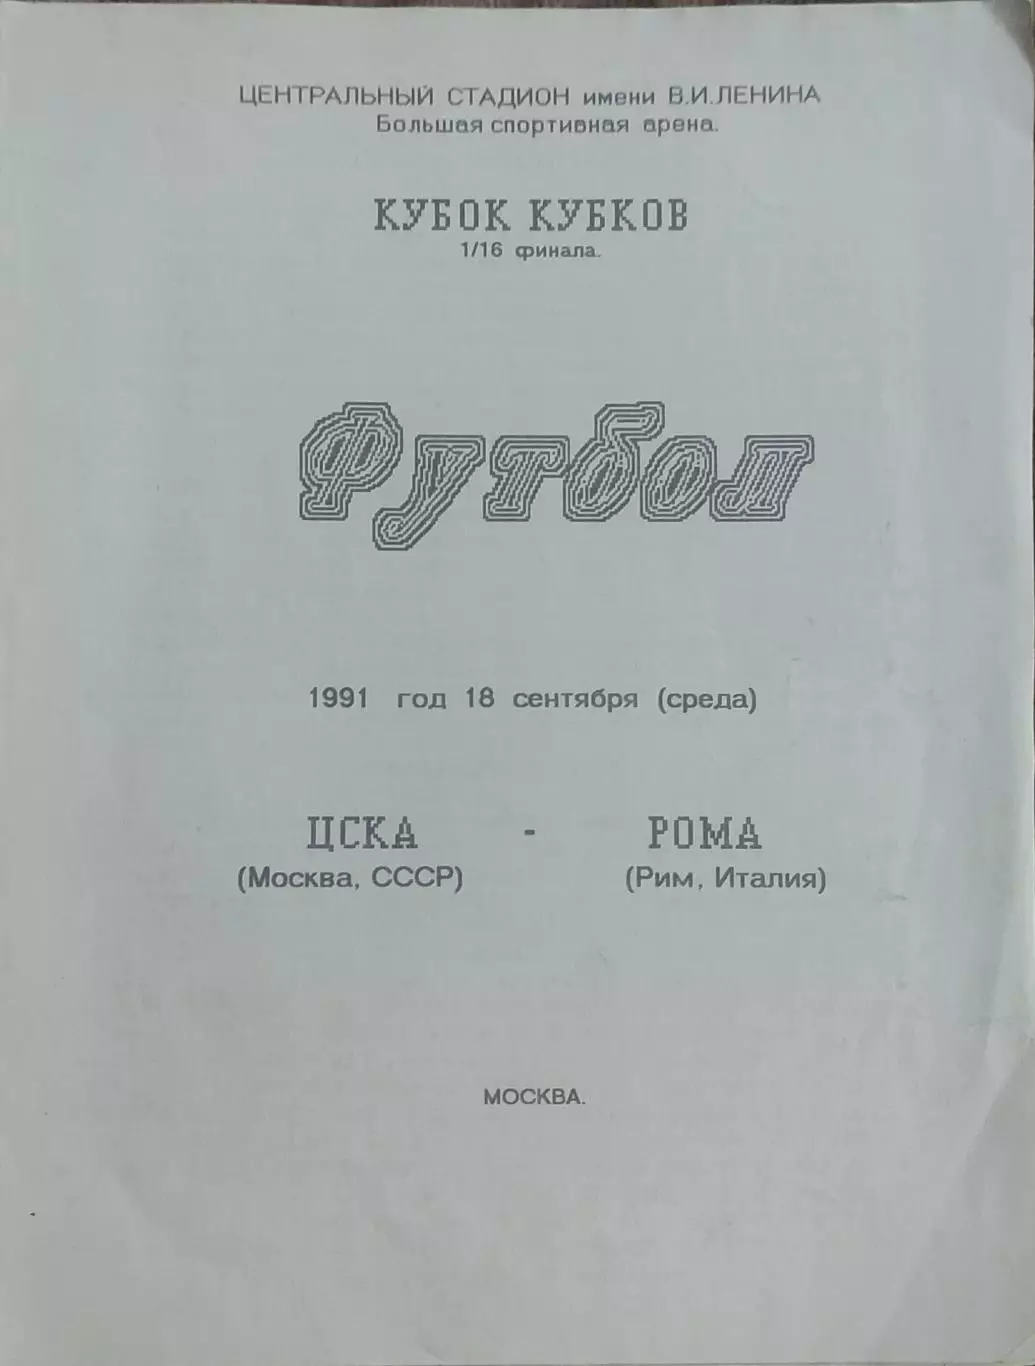 ЦЕНТРАЛЬНЫЙ СТАДИОН имени В.И.ЛЕНИНА
Большая спортивная арена.
КУБОК КУБКОВ
1/16 финала.
Футбол
1991 год 18 сентября (среда)
ЦСКА - РОМА
(Москва, СССР) (Рим, Италия)
МОСКВА.